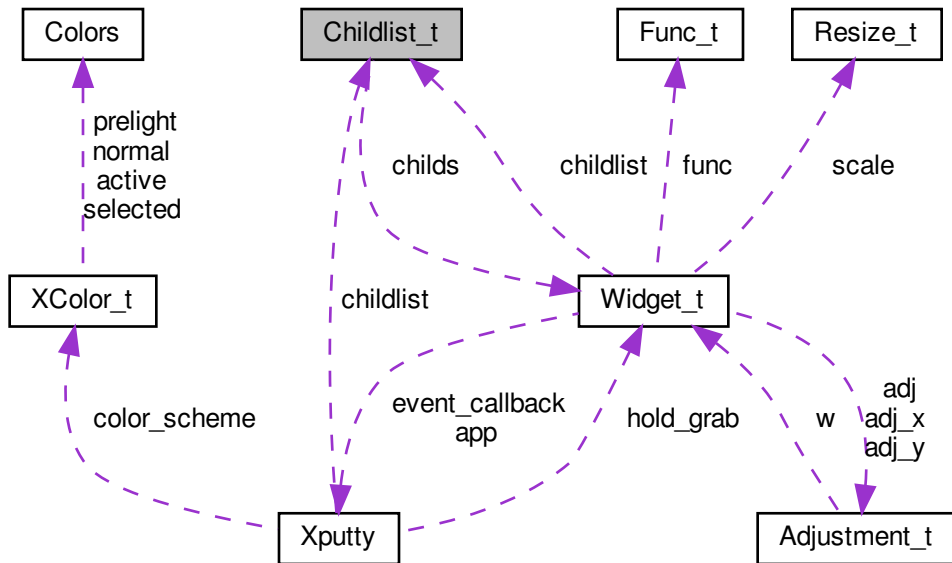 Colors
Childlist_t
Func_t
Resize_t
prelight
normal
active
selected
childs
childlist
func
scale
XColor_t
childlist
Widget_t
color_scheme
event_callback
app
hold_grab
w
adj
adj_x
adj_y
Xputty
Adjustment_t